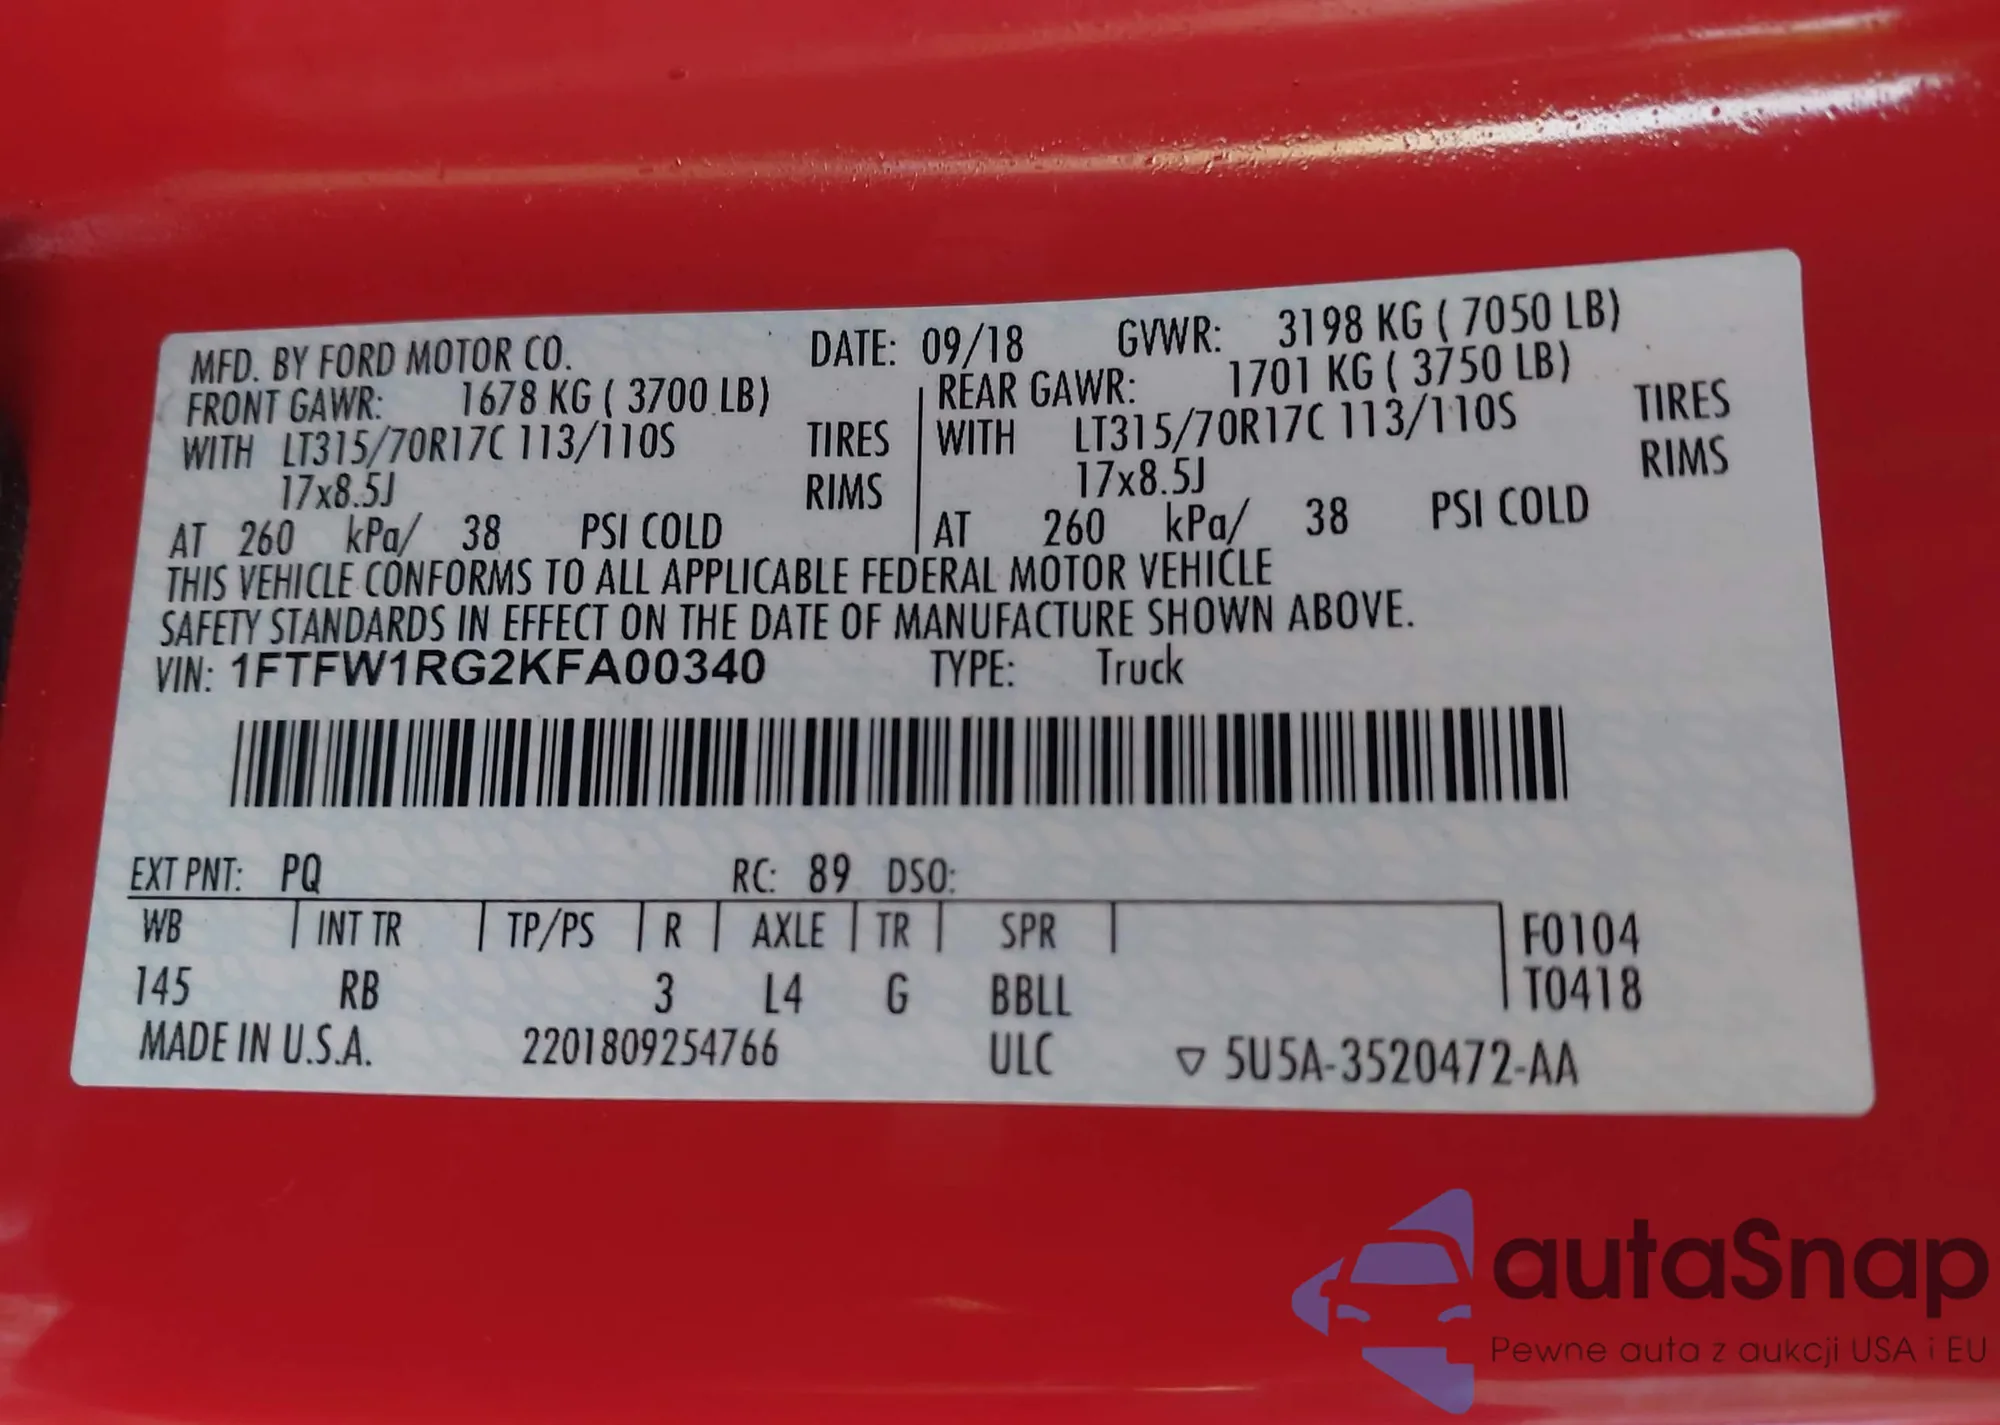 MFD. BY FORD MOTOR CO. DATE: 09/18 GVWR: 3198 KG ( 7050 LB)
FRONT GAWR: 1678 KG ( 3700 LB) REAR GAWR: 1701 KG ( 3750 LB)
WITH LT315/70R17C 113/110S TIRES WITH LT315/70R17C 113/110S TIRES
17x8.5J RIMS 17x8.5J RIMS
AT 260 kPa/ 38 PSI COLD AT 260 kPa/ 38 PSI COLD
THIS VEHICLE CONFORMS TO ALL APPLICABLE FEDERAL MOTOR VEHICLE
SAFETY STANDARDS IN EFFECT ON THE DATE OF MANUFACTURE SHOWN ABOVE.
VIN: 1FTFW1RG2KFA00340 TYPE: Truck
EXT PNT: PQ RC: 89 DSO:
WB INT TR TP/PS R AXLE TR SPR F0104
145 RB 3 L4 G BBLL T0418
MADE IN U.S.A. 2201809254766 ULC ▽ 5U5A-3520472-AA
autaSnap
Pewne auta z aukcji USA i EU